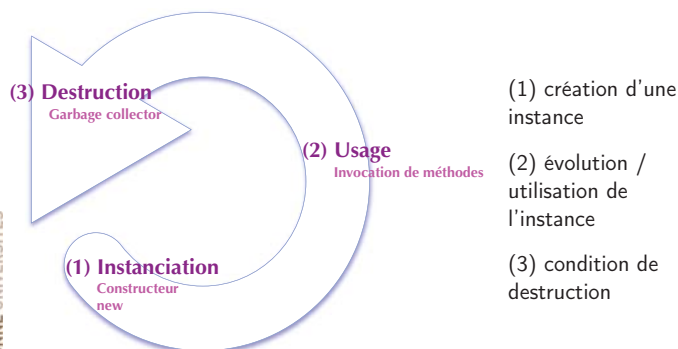 (3) Destruction
Garbage collector
(2) Usage
Invocation de méthodes
(1) Instanciation
Constructeur
new
(1) création d'une
instance
(2) évolution /
utilisation de
l'instance
(3) condition de
destruction